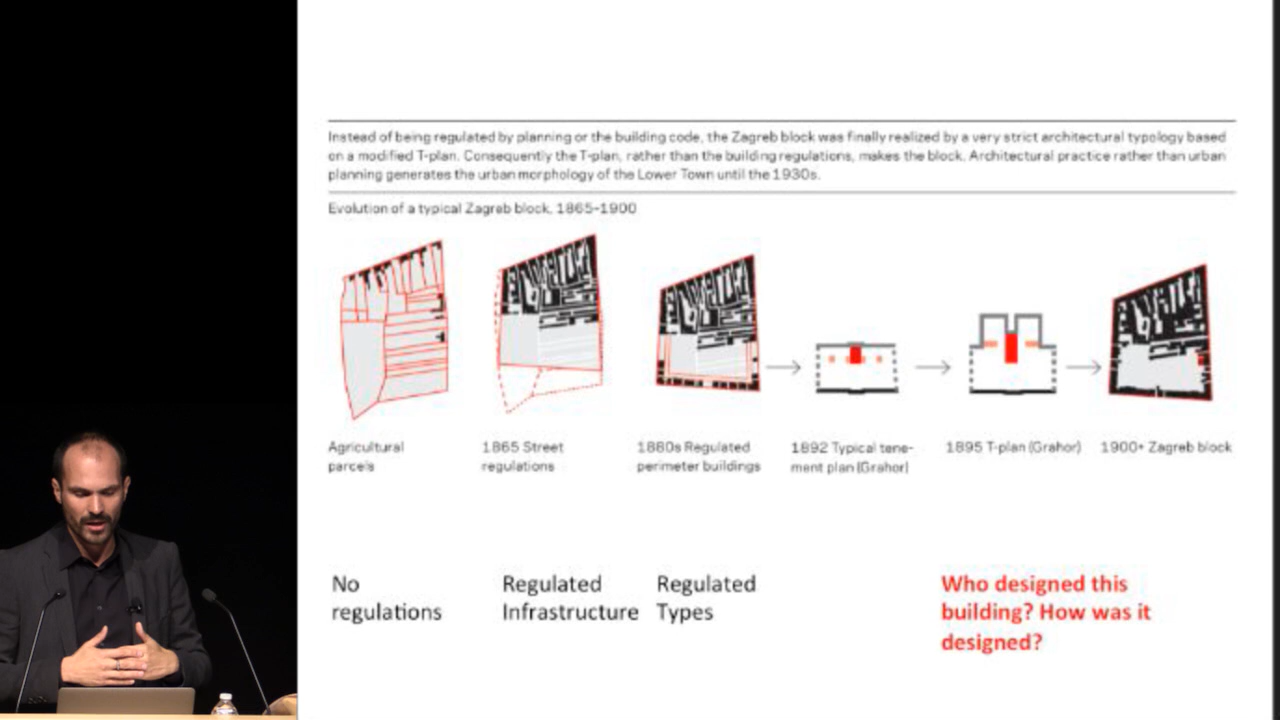 Instead of being regulated by planning or the building code, the Zagreb block was finally realized by a very strict architectural typology based
on a modified T-plan. Consequently the T-plan, rather than the building regulations, makes the block. Architectural practice rather than urban
planning generates the urban morphology of the Lower Town until the 1930s.
Evolution of a typical Zagreb block, 1865-1900
Agricultural
parcels
1865 Street
regulations
1880s Regulated
perimeter buildings
1892 Typical tene-
ment plan (Grahor)
1895 T-plan (Grahor)
1900+ Zagreb block
No
regulations
Regulated
Infrastructure
Regulated
Types
Who designed this
building? How was it
designed?